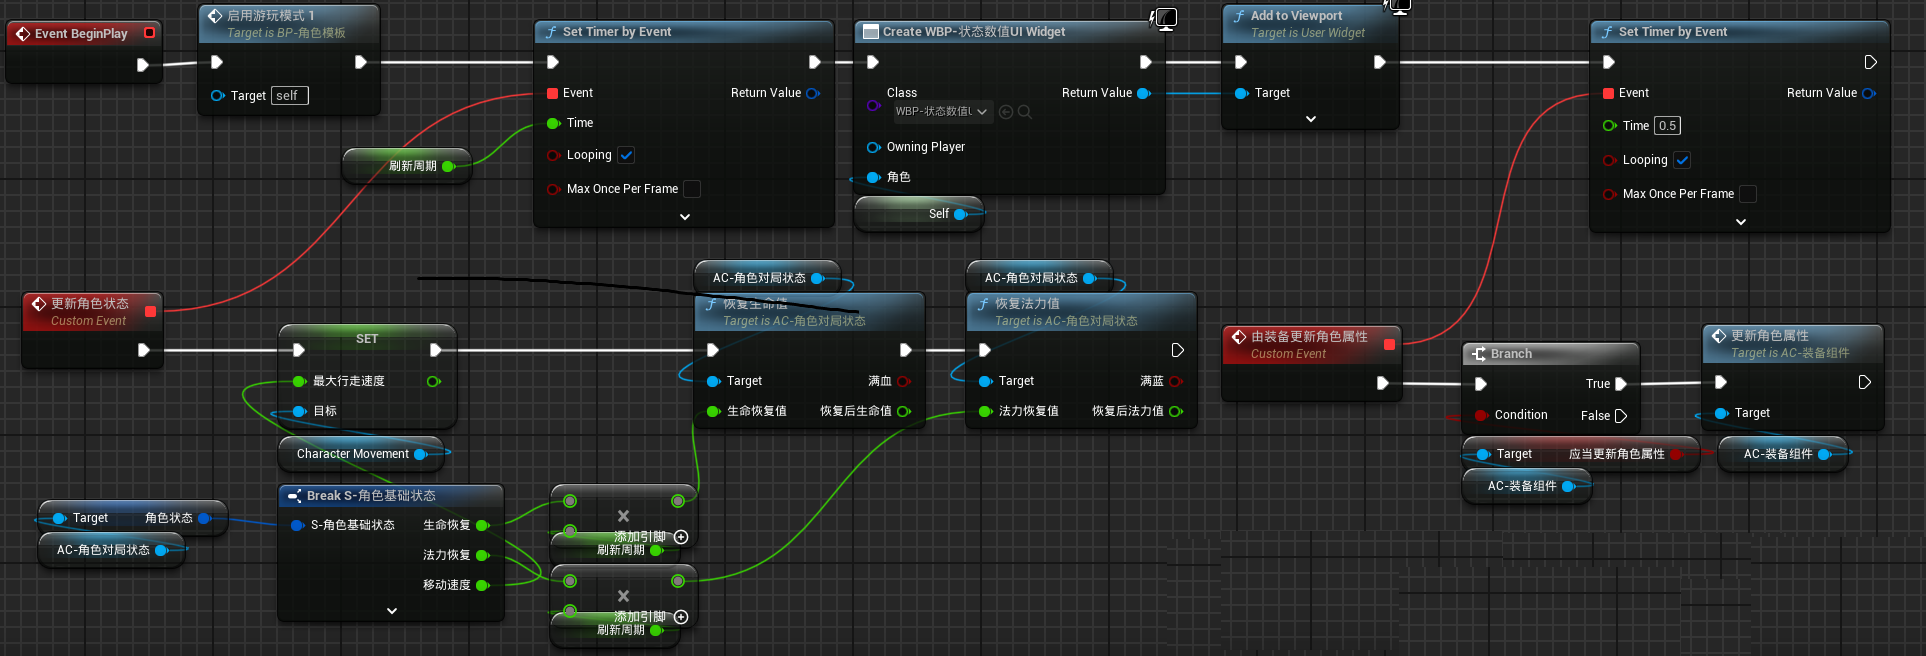 Event BeginPlay
启用游玩模式 1
Target is BP-角色模板
Target self
Set Timer by Event
Event
Return Value
Time
Looping
Max Once Per Frame
刷新周期
Create WBP-状态数值UI Widget
Class
Return Value
WBP-状态数值L
Owning Player
角色
Self
Add to Viewport
Target is User Widget
Target
Set Timer by Event
Event
Return Value
Time 0.5
Looping
Max Once Per Frame
更新角色状态
Custom Event
SET
最大行走速度
目标
Character Movement
AC-角色对局状态
恢复生命值
Target is AC-角色对局状态
Target
满血
生命恢复值
恢复后生命值
AC-角色对局状态
恢复法力值
Target is AC-角色对局状态
Target
满蓝
法力恢复值
恢复后法力值
由装备更新角色属性
Custom Event
Branch
True
Condition
False
更新角色属性
Target is AC-装备组件
Target
Target 应当更新角色属性
AC-装备组件
AC-装备组件
Target 角色状态
AC-角色对局状态
Break S-角色基础状态
S-角色基础状态
生命恢复
法力恢复
移动速度
添加引脚
刷新周期
添加引脚
刷新周期